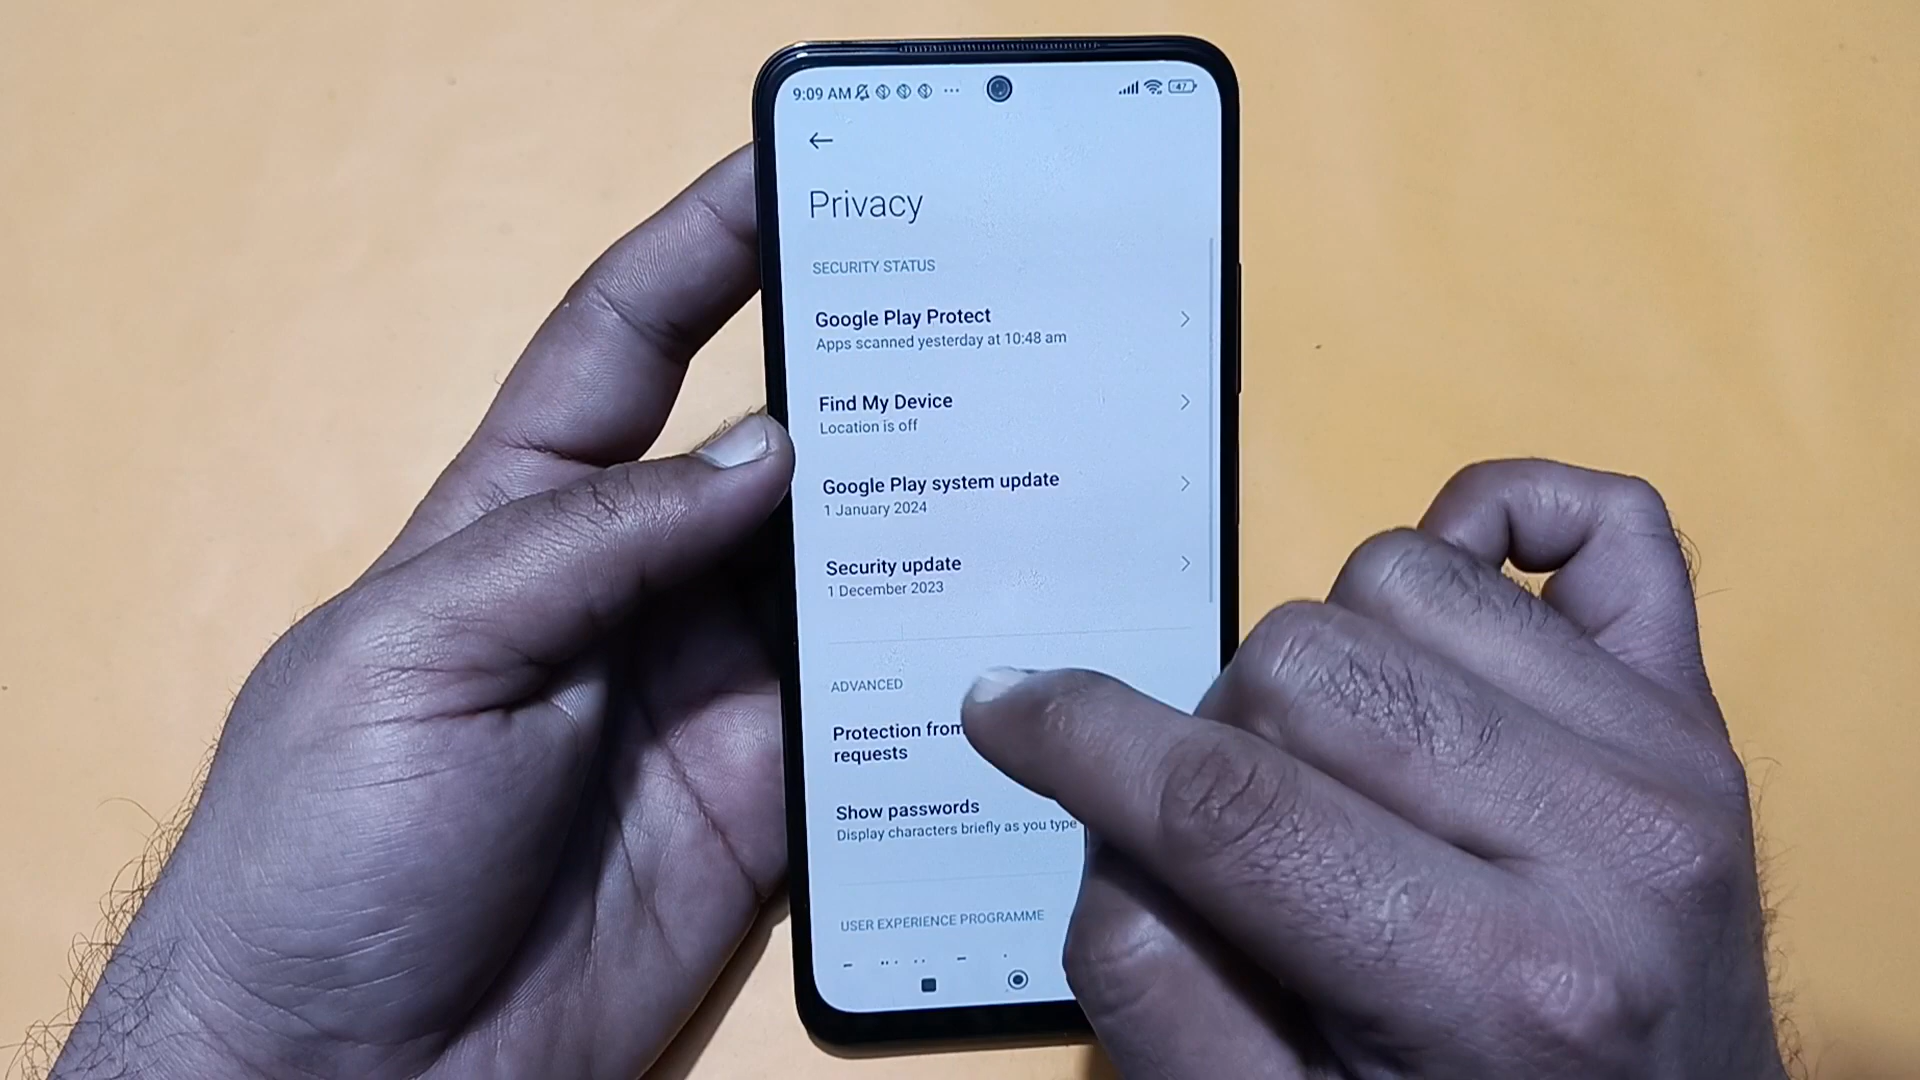 9:09 AM
47
Privacy
SECURITY STATUS
Google Play Protect
Apps scanned yesterday at 10:48 am
Find My Device
Location is off
Google Play system update
1 January 2024
Security update
1 December 2023
ADVANCED
Protection from
requests
Show passwords
Display characters briefly as you type
USER EXPERIENCE PROGRAMME